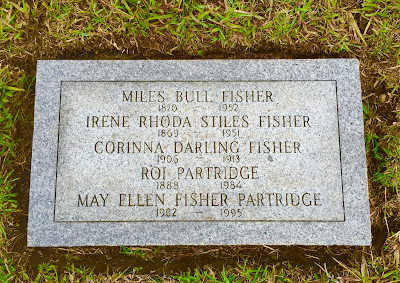 MILES BULL FISHER
1870 — 1952
IRENE RHODA STILES FISHER
1869 — 1951
CORINNA DARLING FISHER
1906 — 1913
ROI PARTRIDGE
1888 — 1984
MAY ELLEN FISHER PARTRIDGE
1902 — 1995